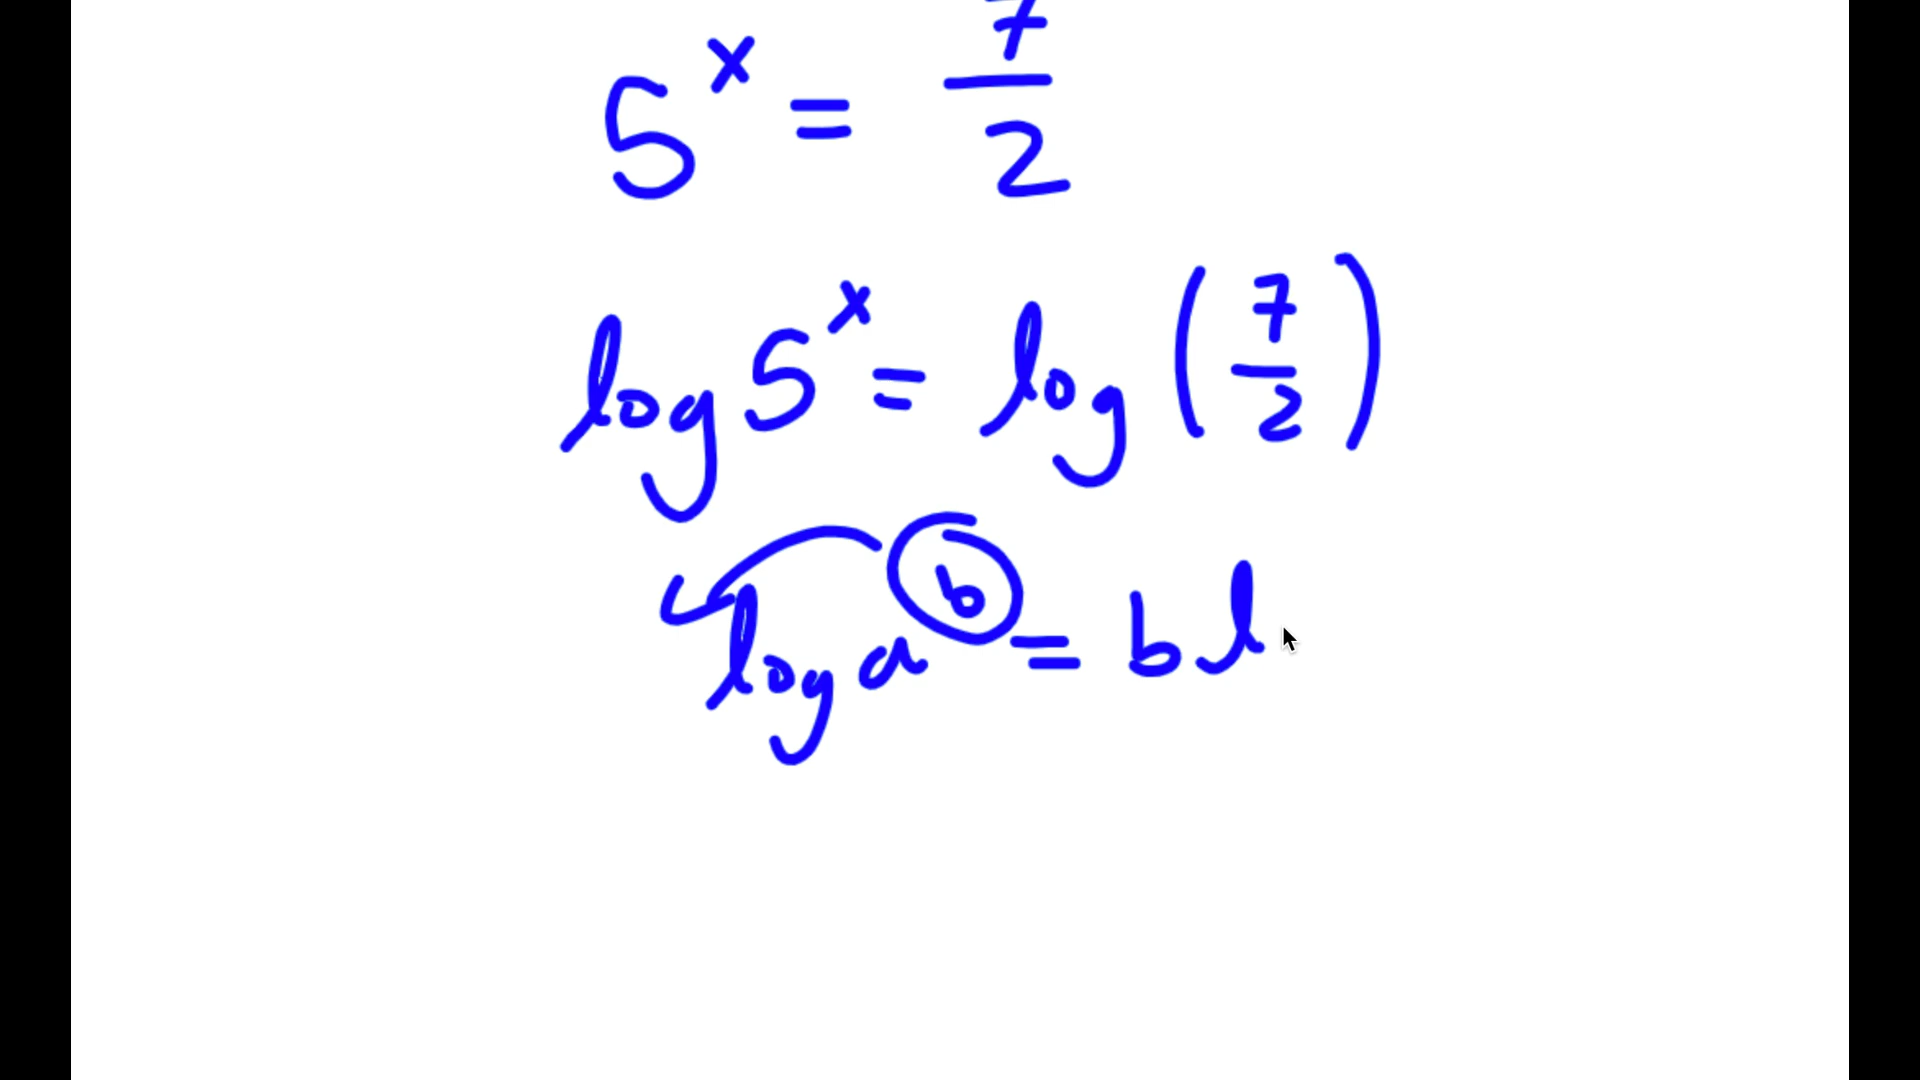 5^x = 7/2
log 5^x = log (7/2)
log a^b = b l